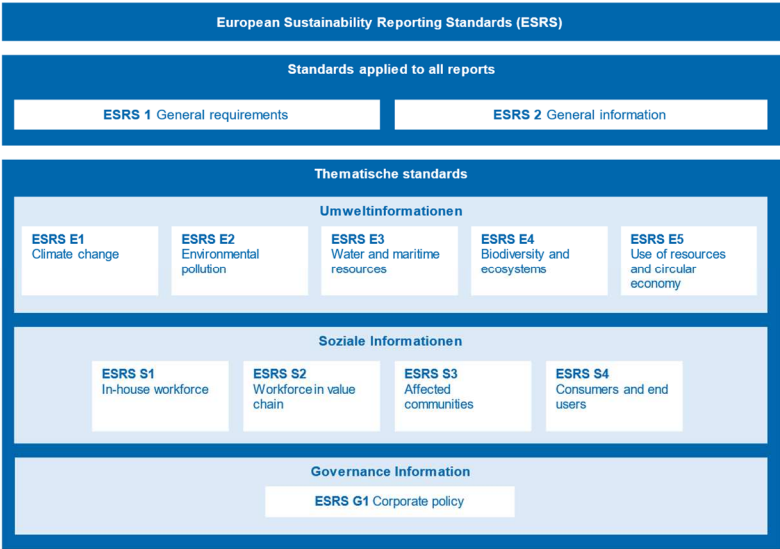 European Sustainability Reporting Standards (ESRS)
Standards applied to all reports
ESRS 1 General requirements
ESRS 2 General information
Thematische standards
Umweltinformationen
ESRS E1
Climate change
ESRS E2
Environmental
pollution
ESRS E3
Water and maritime
resources
ESRS E4
Biodiversity and
ecosystems
ESRS E5
Use of resources
and circular
economy
Soziale Informationen
ESRS S1
In-house workforce
ESRS S2
Workforce in value
chain
ESRS S3
Affected
communities
ESRS S4
Consumers and end
users
Governance Information
ESRS G1 Corporate policy